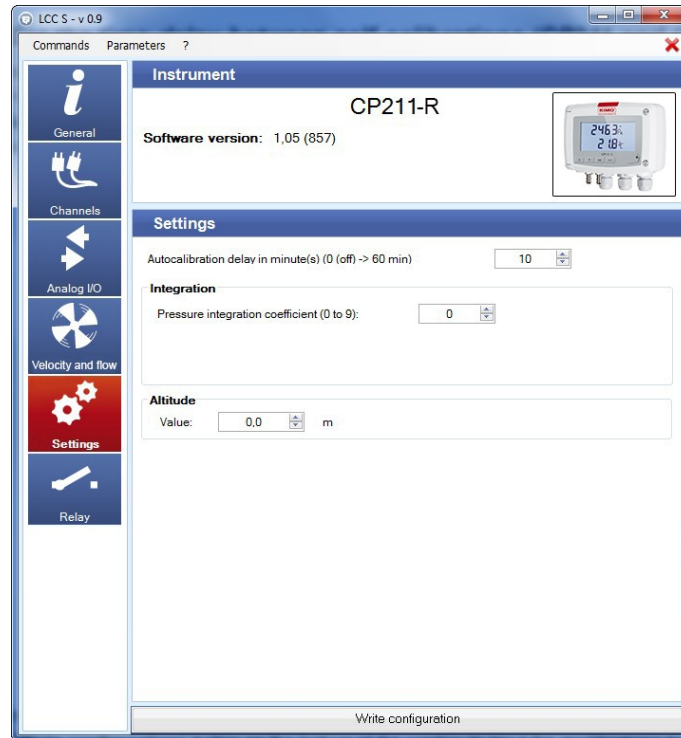 LCC S - v 0.9
Commands Parameters ?
Instrument
CP211-R
Software version: 1,05 (857)
KIMO
2463
21.8
General
Channels
Analog I/O
Velocity and flow
Settings
Relay
Settings
Autocalibration delay in minute(s) (0 (off) -> 60 min) 10
Integration
Pressure integration coefficient (0 to 9): 0
Altitude
Value: 0,0 m
Write configuration